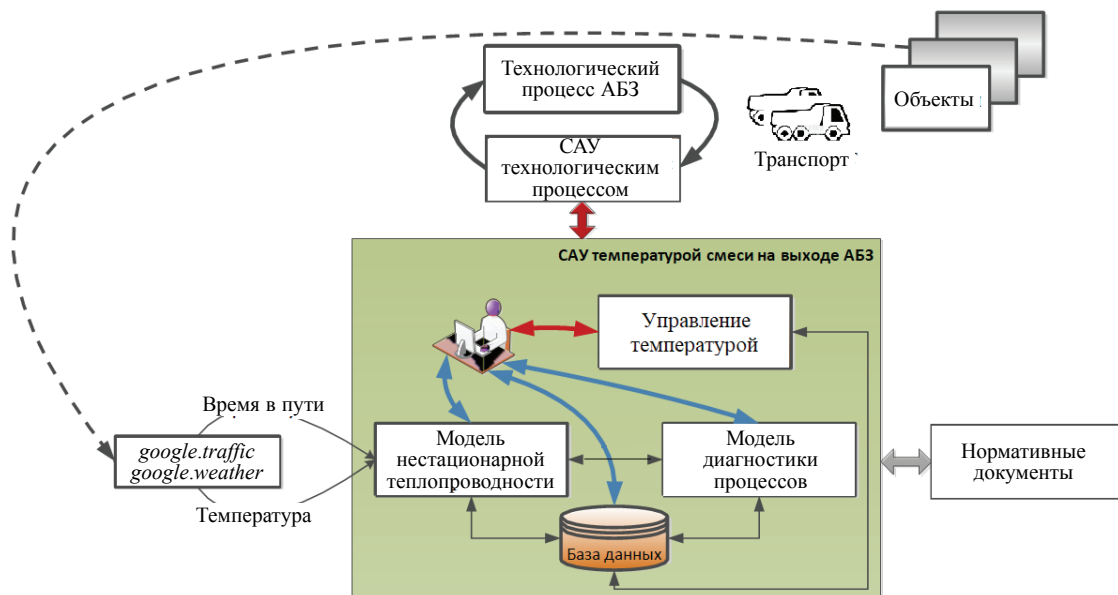 Технологический
процесс АБЗ
Объекты
САУ
технологическим
процессом
Транспорт
САУ температурой смеси на выходе АБЗ
Управление
температурой
Время в пути
google.traffic
google.weather
Температура
Модель
нестационарной
теплопроводности
Модель
диагностики
процессов
Нормативные
документы
База данных